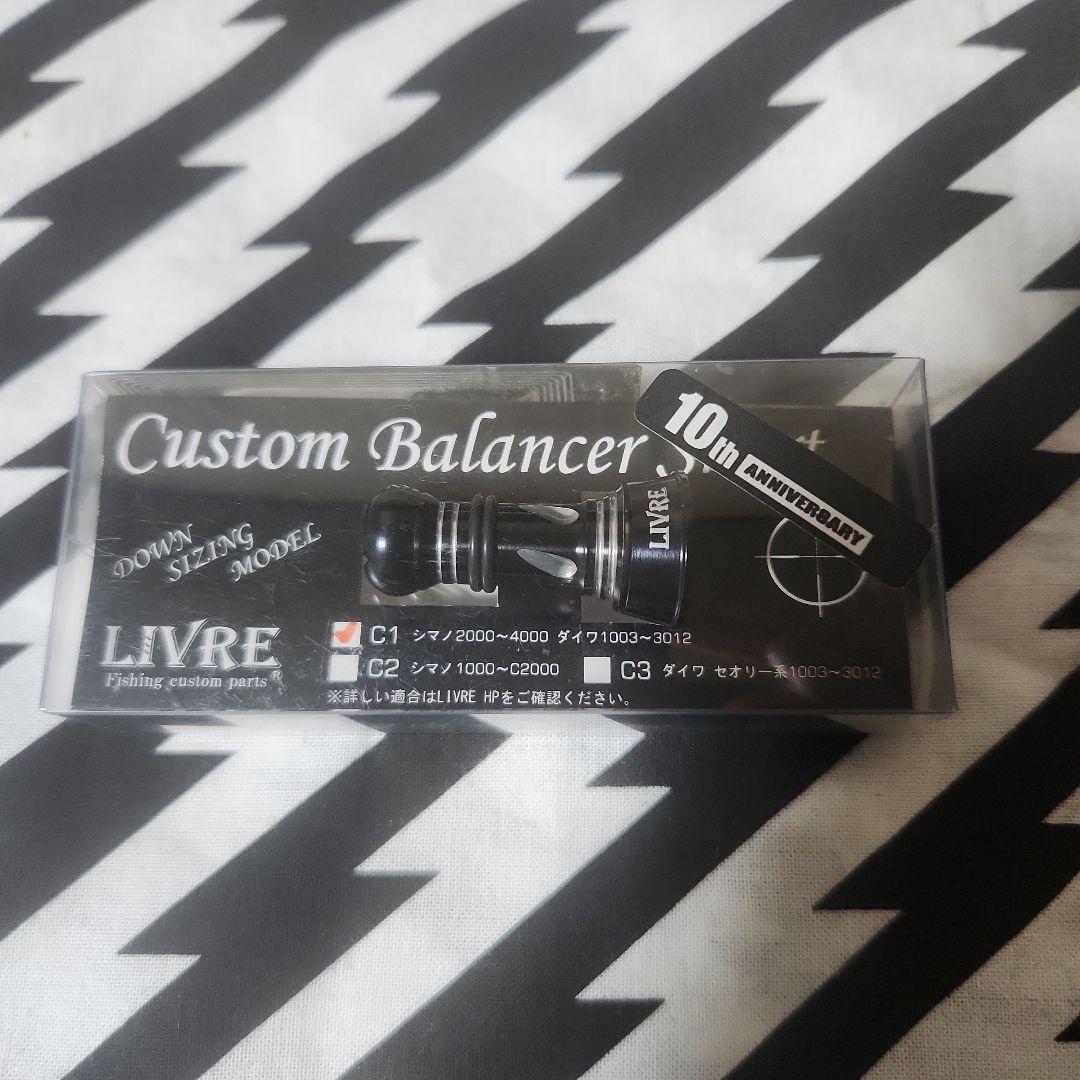 Custom Balancer
10th ANNIVERSARY
LIVRE
DOWN
SIZING
MODEL
LIVRE
Fishing custom parts®
C1 シマノ2000～4000 ダイワ1003～3012
C2 シマノ1000～C2000
C3 ダイワ セオリー系1003～3012
※詳しい適合はLIVRE HPをご確認ください。